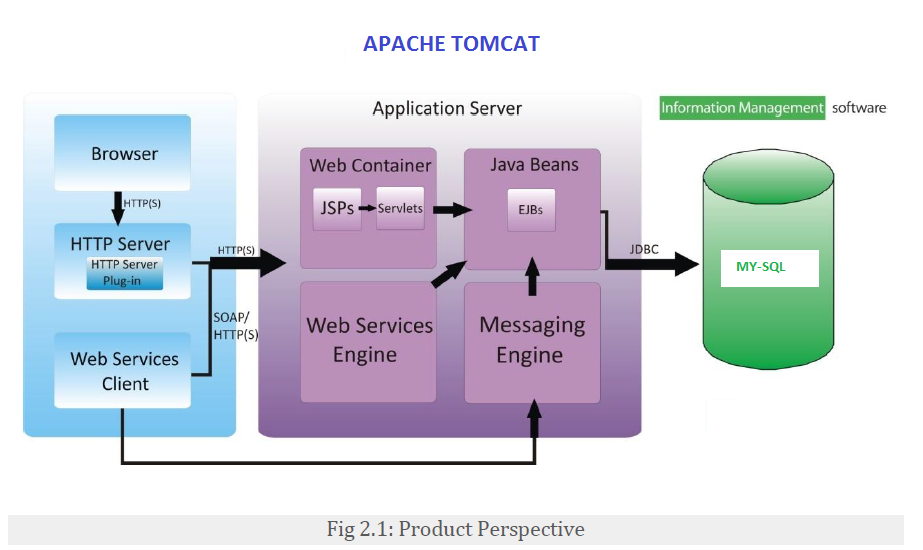 APACHE TOMCAT
Application Server
Information Management software
Browser
HTTP(S)
HTTP Server
HTTP Server
Plug-in
HTTP(S)
SOAP/
HTTP(S)
Web Services
Client
Web Container
JSPs
Servlets
Java Beans
EJBs
Web Services
Engine
Messaging
Engine
JDBC
MY-SQL
Fig 2.1: Product Perspective